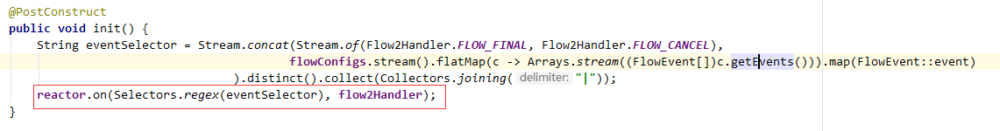 @PostConstruct
public void init() {
String eventSelector = Stream.concat(Stream.of(Flow2Handler.FLOW_FINAL, Flow2Handler.FLOW_CANCEL),
flowConfigs.stream().flatMap(c -> Arrays.stream((FlowEvent[])c.getEvents())).map(FlowEvent::event)
).distinct().collect(Collectors.joining( delimiter: "|"));
reactor.on(Selectors.regex(eventSelector), flow2Handler);
}